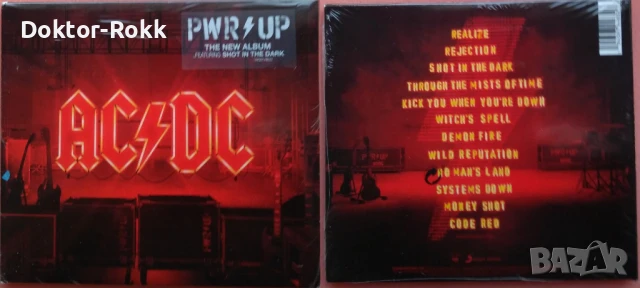 Doktor-Rokk
PWR⚡UP
THE NEW ALBUM
FEATURING SHOT IN THE DARK
AC⚡DC
REALIZE
REJECTION
SHOT IN THE DARK
THROUGH THE MISTS OF TIME
KICK YOU WHEN YOU'RE DOWN
WITCH'S SPELL
DEMON FIRE
WILD REPUTATION
NO MAN'S LAND
SYSTEMS DOWN
MONEY SHOT
CODE RED
BAZAR